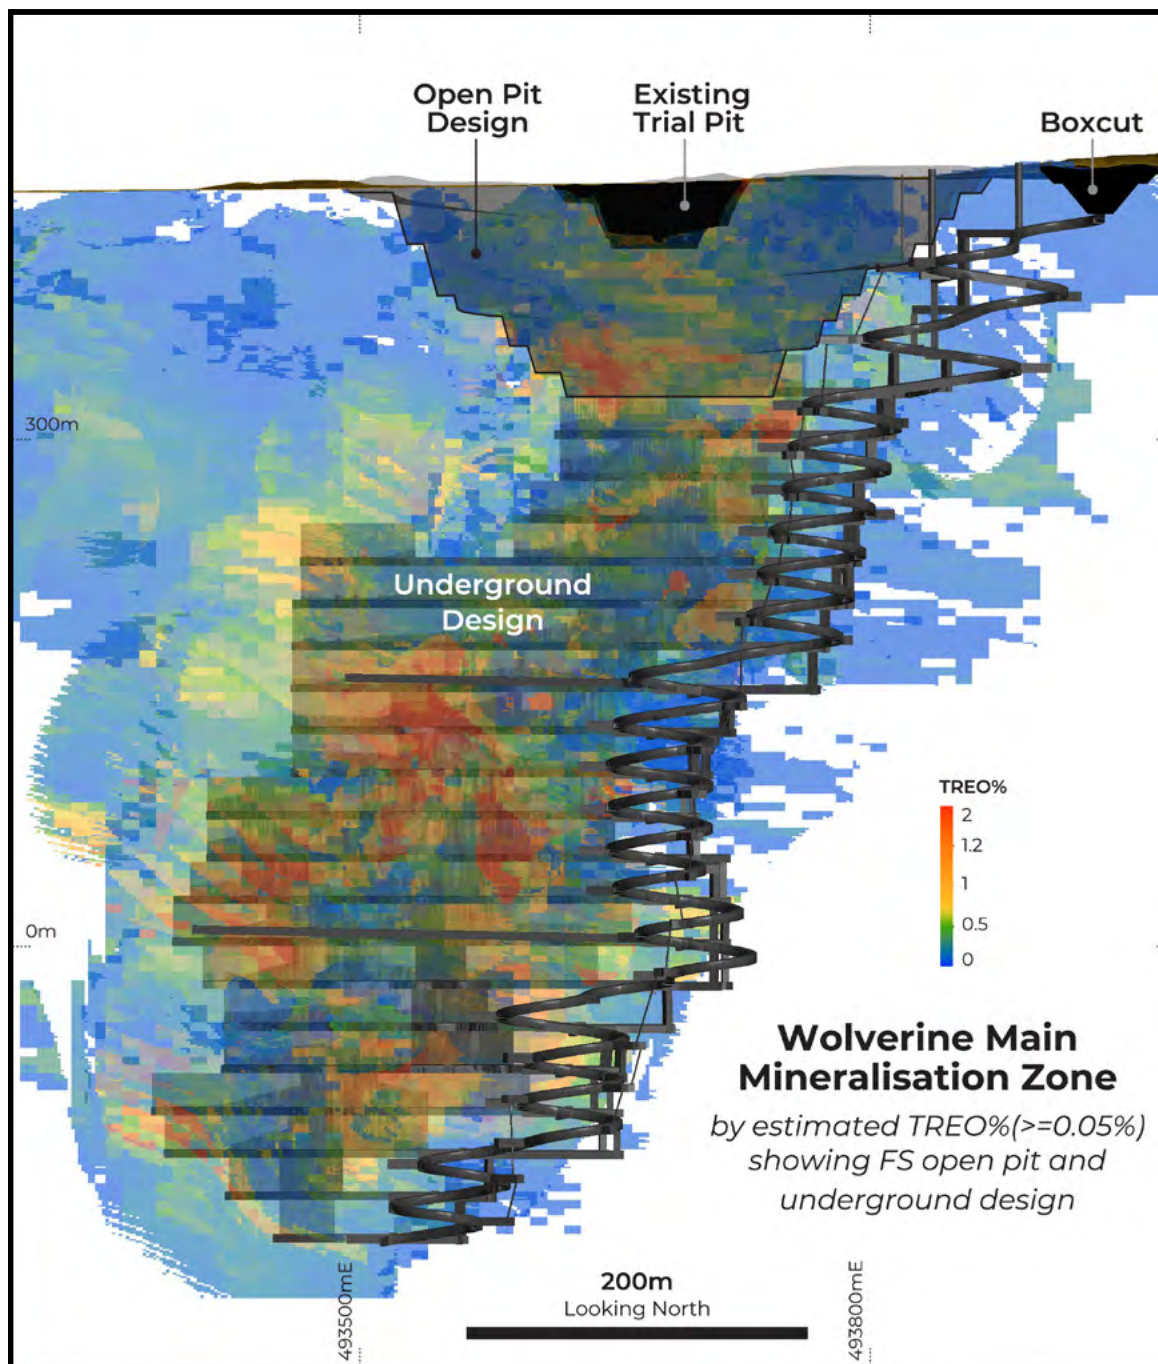 Open Pit
Design
Existing
Trial Pit
Boxcut
300m
Underground
Design
TREO%
2
1.2
1
0.5
0
0m
Wolverine Main
Mineralisation Zone
by estimated TREO%(>=0.05%)
showing FS open pit and
underground design
200m
Looking North
493500mE
493800mE